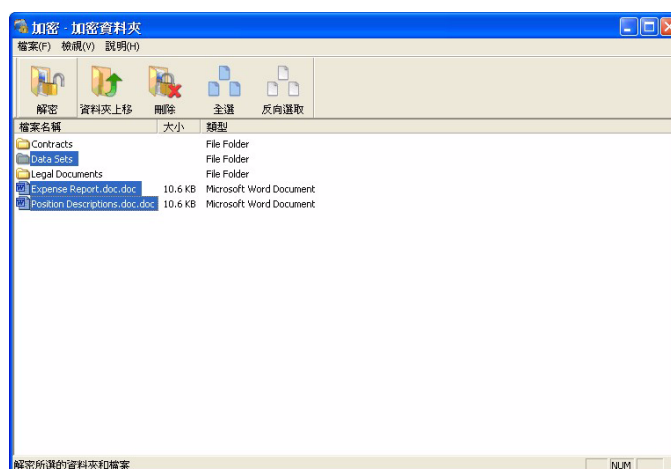 加密 - 加密資料夾
檔案(F) 檢視(V) 說明(H)
解密 資料夾上移 刪除 全選 反向選取
檔案名稱 大小 類型
Contracts File Folder
Data Sets File Folder
Legal Documents File Folder
Expense Report.doc.doc 10.6 KB Microsoft Word Document
Position Descriptions.doc.doc 10.6 KB Microsoft Word Document
解密所選的資料夾和檔案 NUM